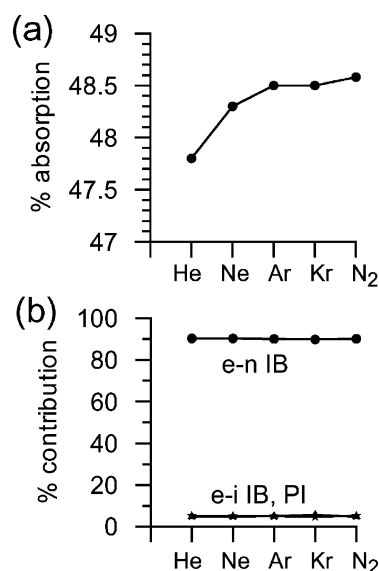 (a)
% absorption
49
48.5
48
47.5
47
He Ne Ar Kr N₂
(b)
% contribution
100
80
60
40
20
0
e-n IB
e-i IB, PI
He Ne Ar Kr N₂